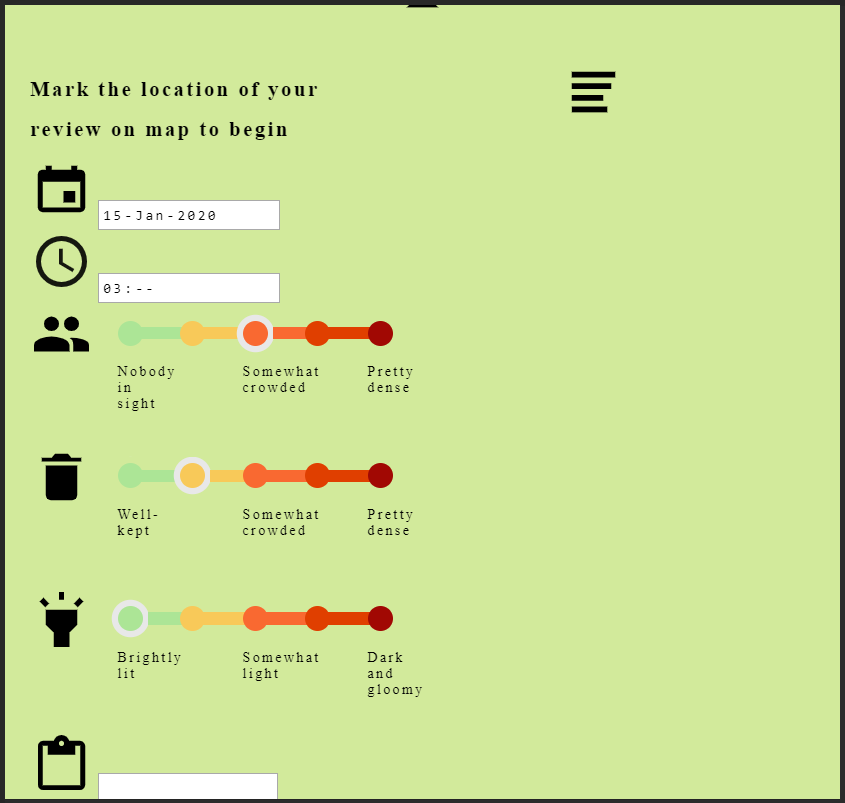 Mark the location of your
review on map to begin
15-Jan-2020
03:--
Nobody Somewhat Pretty
in crowded dense
sight
Well- Somewhat Pretty
kept crowded dense
Brightly Somewhat Dark
lit light and
gloomy